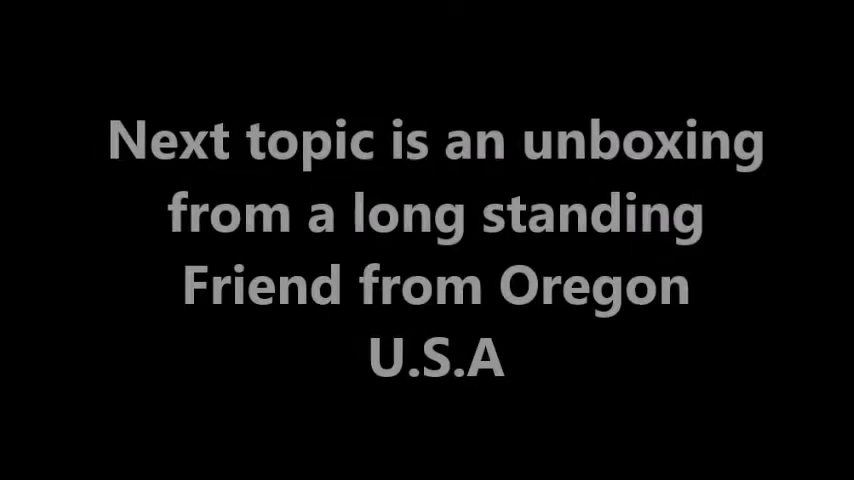 Next topic is an unboxing
from a long standing
Friend from Oregon
U.S.A